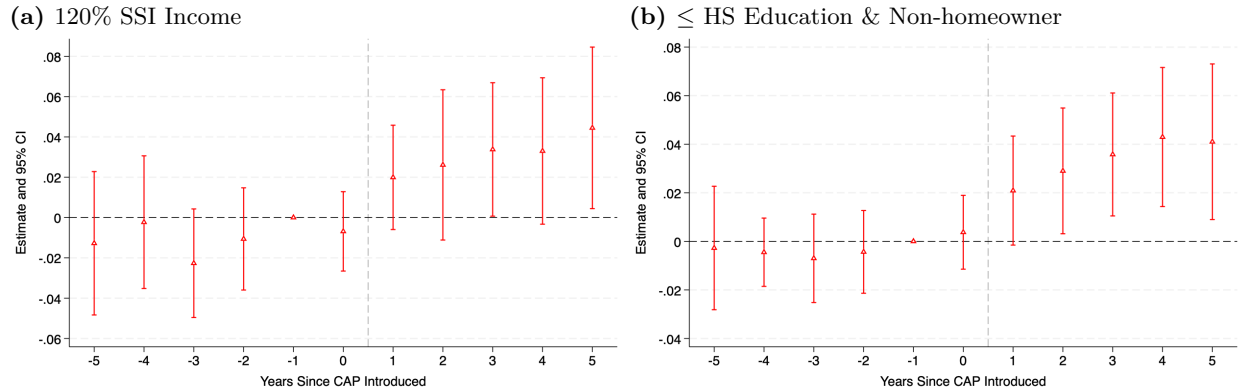 (a) 120% SSI Income
.08
.06
.04
.02
0
-.02
-.04
-.06
Estimate and 95% CI
-5 -4 -3 -2 -1 0 1 2 3 4 5
Years Since CAP Introduced
(b) ≤ HS Education & Non-homeowner
.08
.06
.04
.02
0
-.02
-.04
Estimate and 95% CI
-5 -4 -3 -2 -1 0 1 2 3 4 5
Years Since CAP Introduced